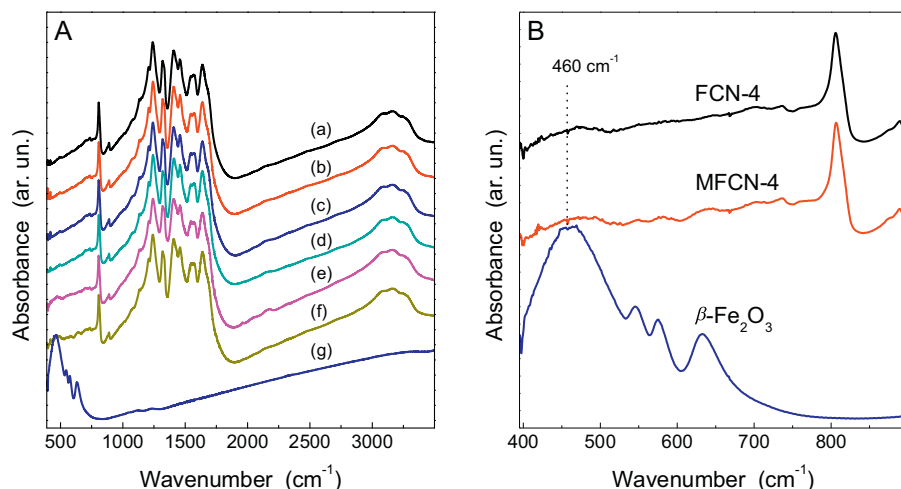 A
Absorbance (ar. un.)
(a)
(b)
(c)
(d)
(e)
(f)
(g)
500 1000 1500 2000 2500 3000
Wavenumber (cm⁻¹)
B
460 cm⁻¹
FCN-4
MFCN-4
β-Fe₂O₃
Absorbance (ar. un.)
400 500 600 700 800
Wavenumber (cm⁻¹)